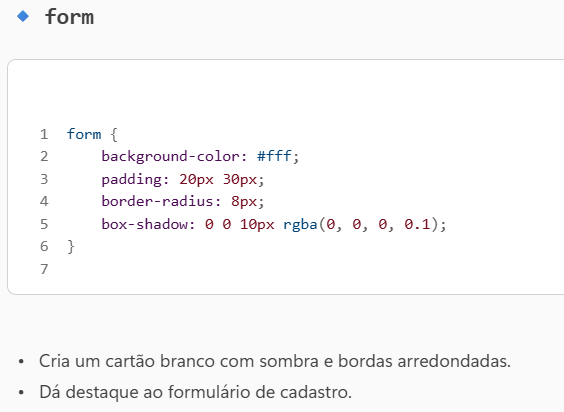 form
1 form {
2     background-color: #fff;
3     padding: 20px 30px;
4     border-radius: 8px;
5     box-shadow: 0 0 10px rgba(0, 0, 0, 0.1);
6 }
7
• Cria um cartão branco com sombra e bordas arredondadas.
• Dá destaque ao formulário de cadastro.